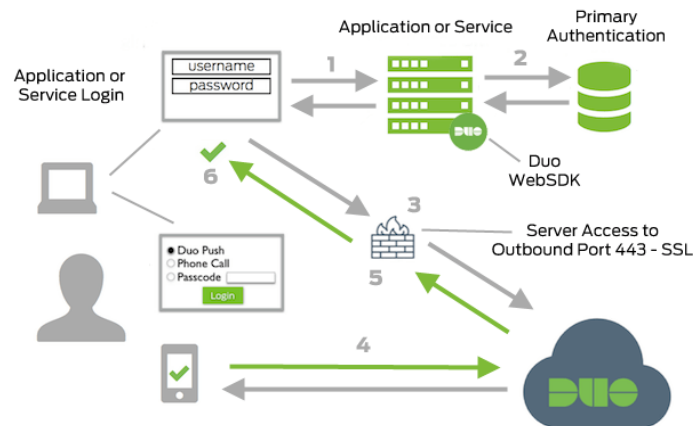 Application or
Service Login
username
password
1
Application or Service
2
Primary
Authentication
DUO
Duo
WebSDK
6
3
Server Access to
Outbound Port 443 - SSL
5
Duo Push
Phone Call
Passcode
Login
4
DUO